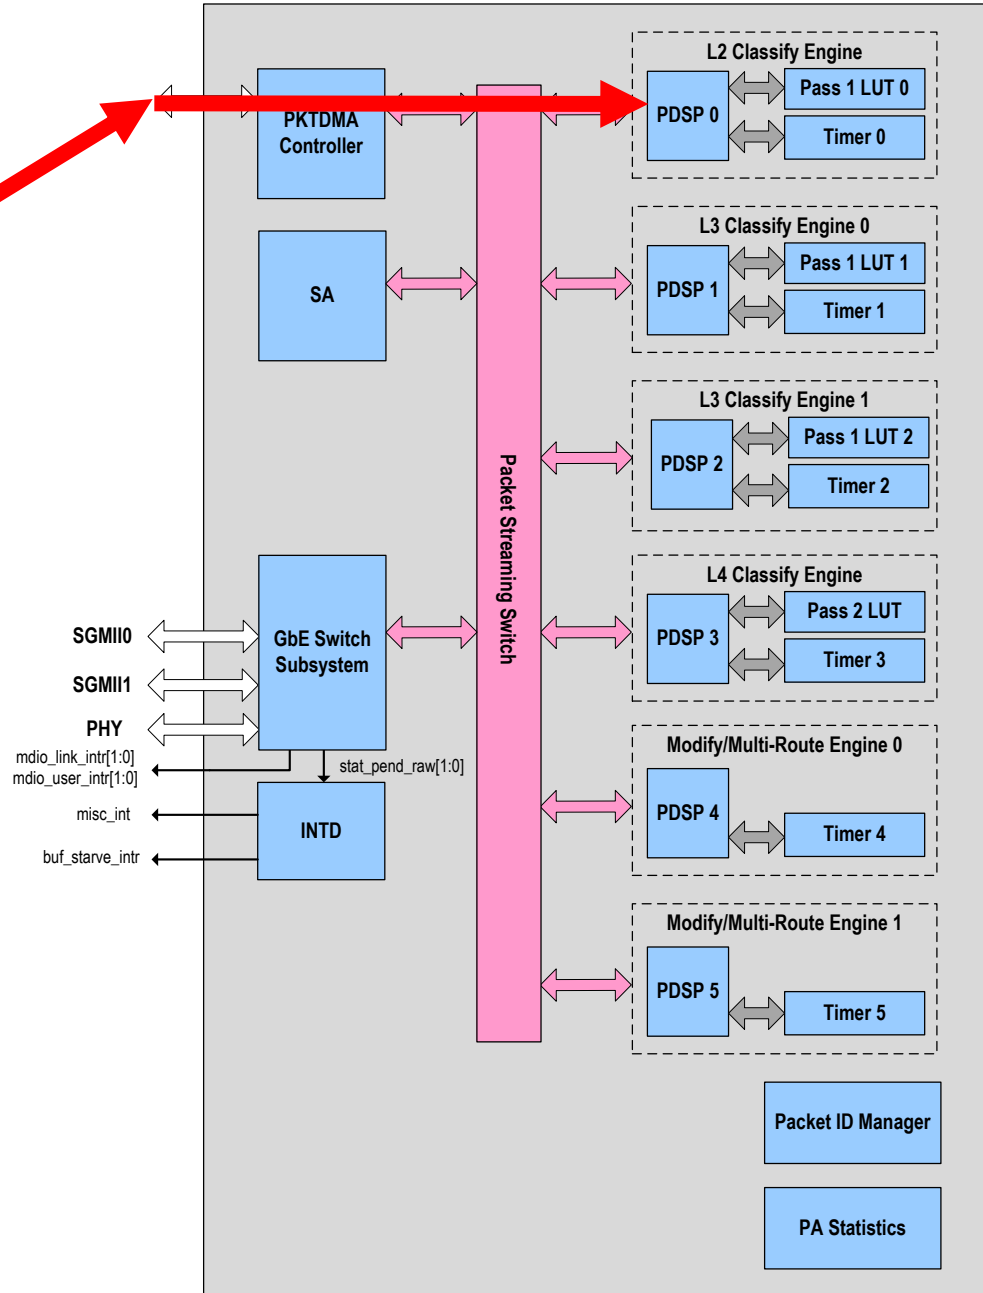 L2 Classify Engine
PDSP 0
Pass 1 LUT 0
Timer 0
PKTDMA
Controller
L3 Classify Engine 0
PDSP 1
Pass 1 LUT 1
Timer 1
SA
L3 Classify Engine 1
PDSP 2
Pass 1 LUT 2
Timer 2
Packet Streaming Switch
L4 Classify Engine
PDSP 3
Pass 2 LUT
Timer 3
SGMII0
SGMII1
PHY
GbE Switch
Subsystem
mdio_link_intr[1:0]
mdio_user_intr[1:0]
stat_pend_raw[1:0]
misc_int
buf_starve_intr
INTD
Modify/Multi-Route Engine 0
PDSP 4
Timer 4
Modify/Multi-Route Engine 1
PDSP 5
Timer 5
Packet ID Manager
PA Statistics